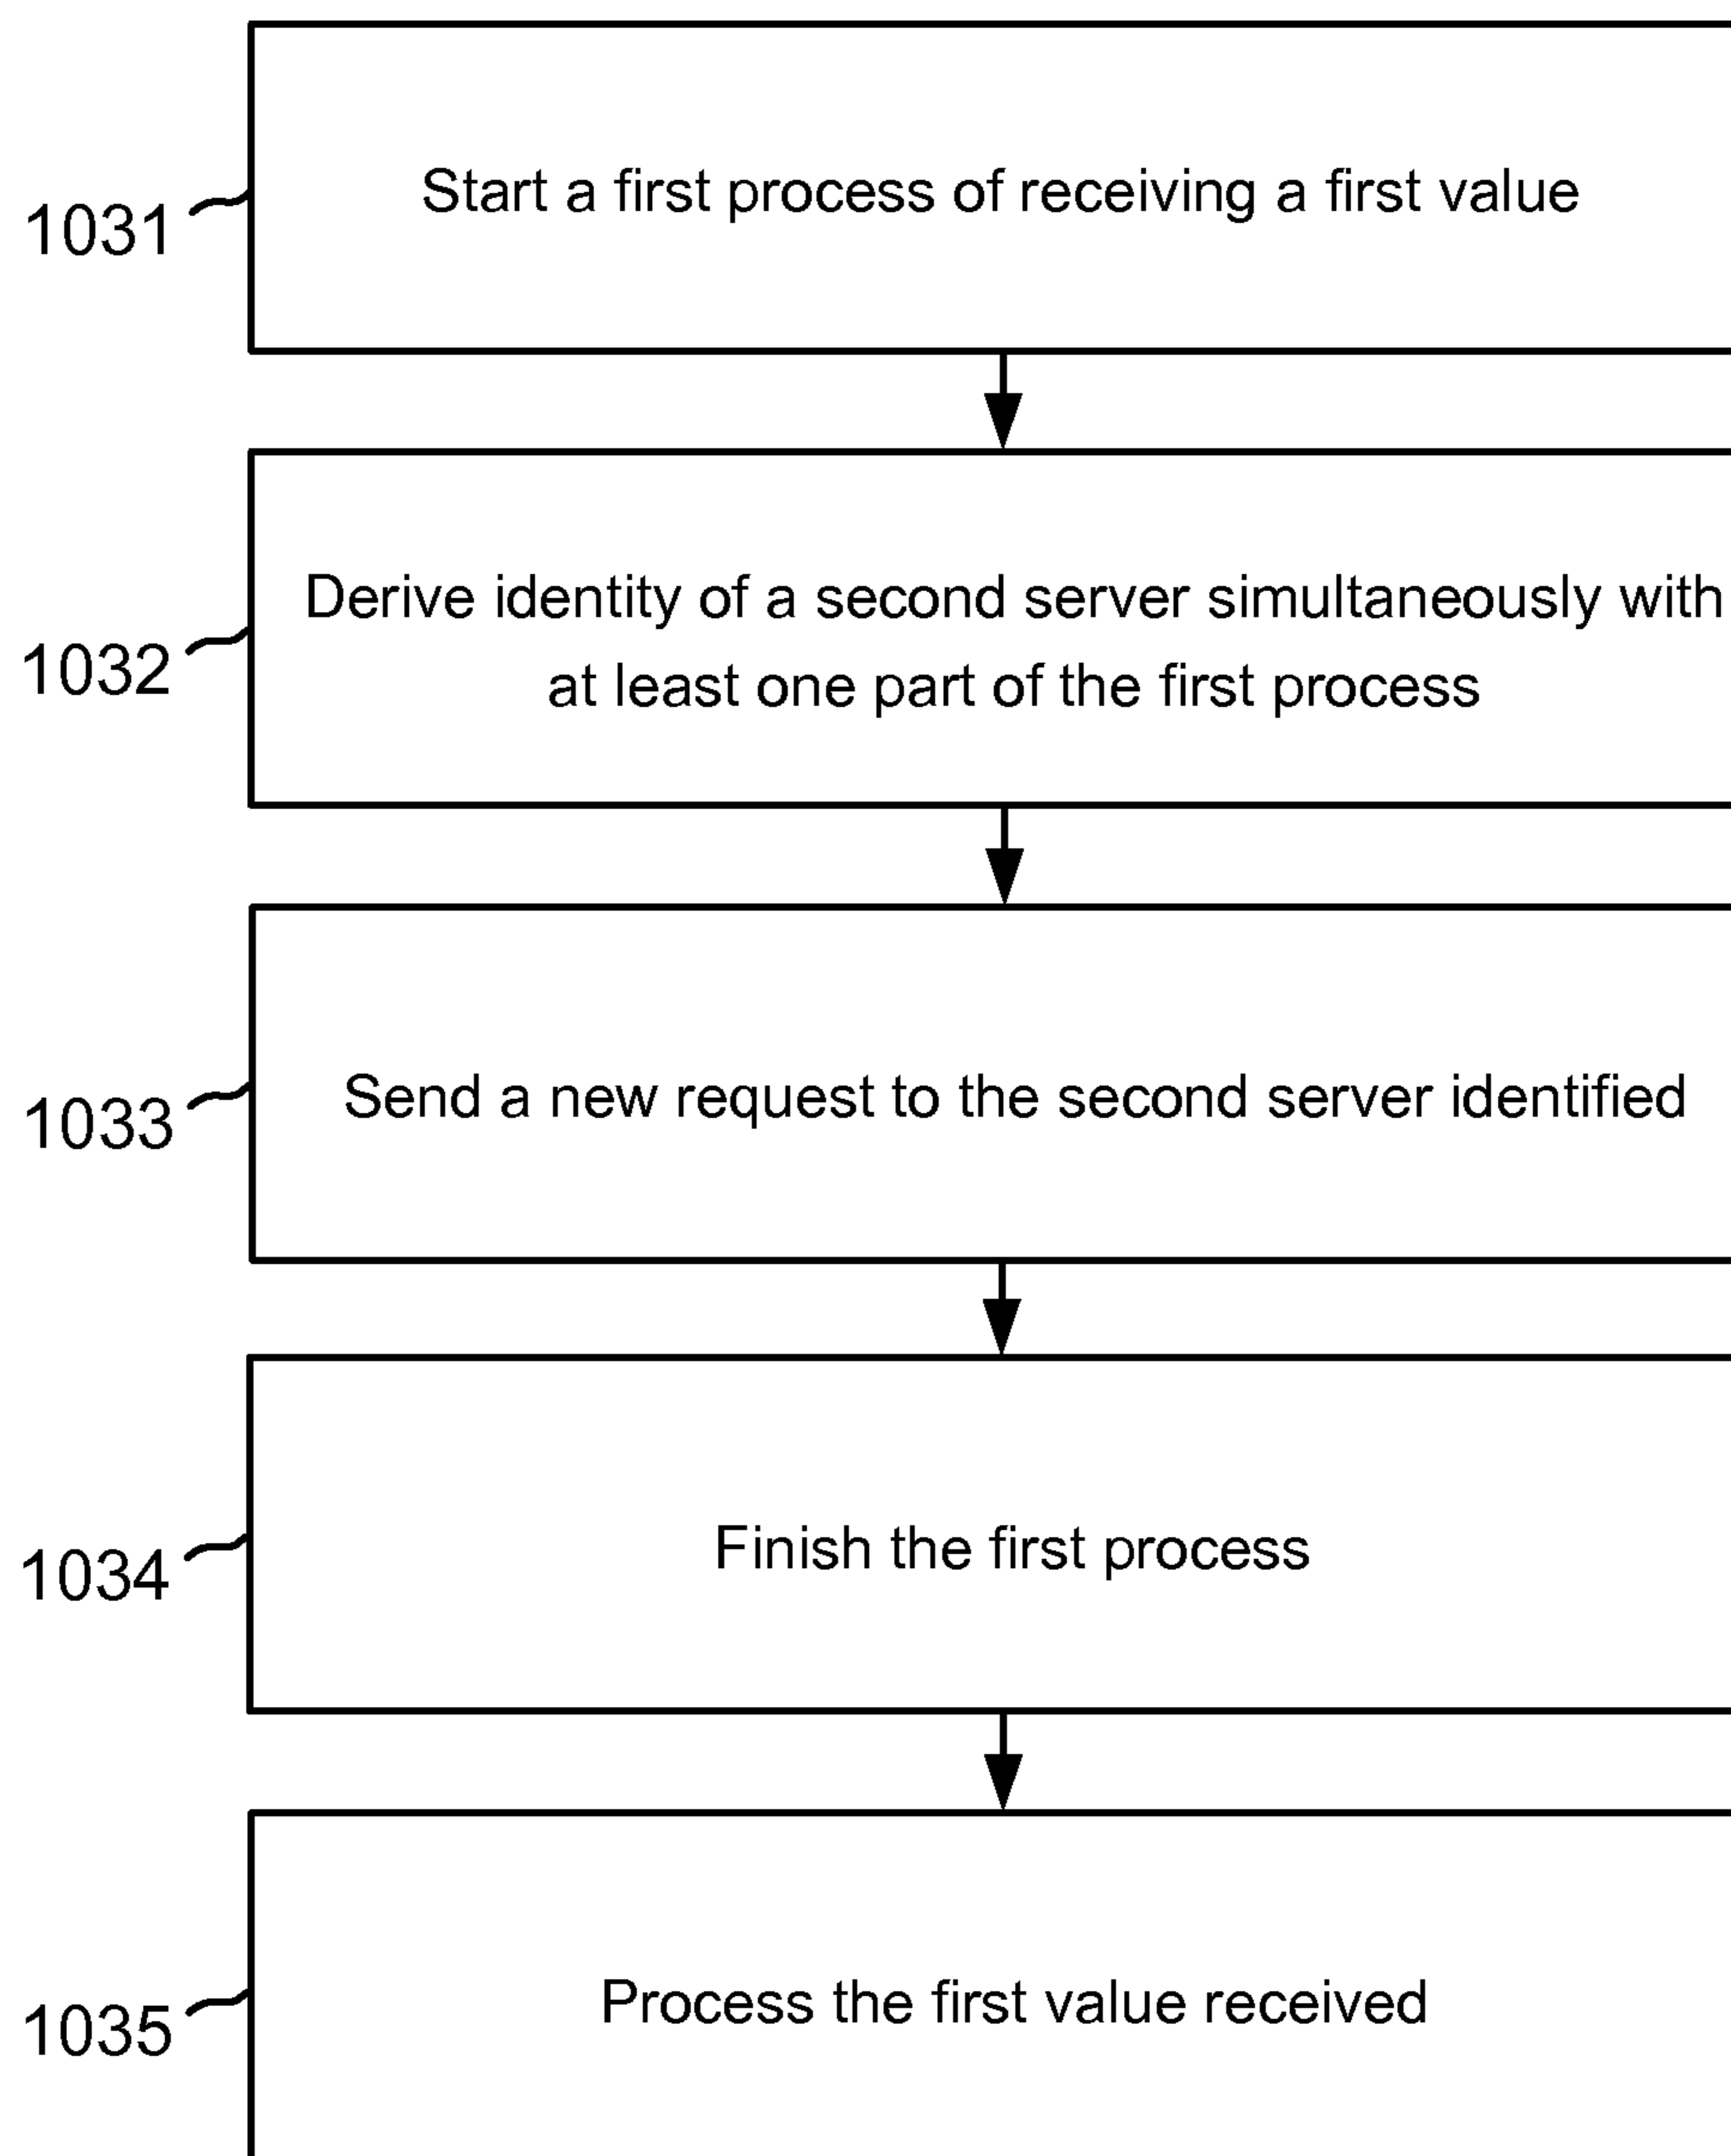 1031
Start a first process of receiving a first value
1032
Derive identity of a second server simultaneously with
at least one part of the first process
1033
Send a new request to the second server identified
1034
Finish the first process
1035
Process the first value received